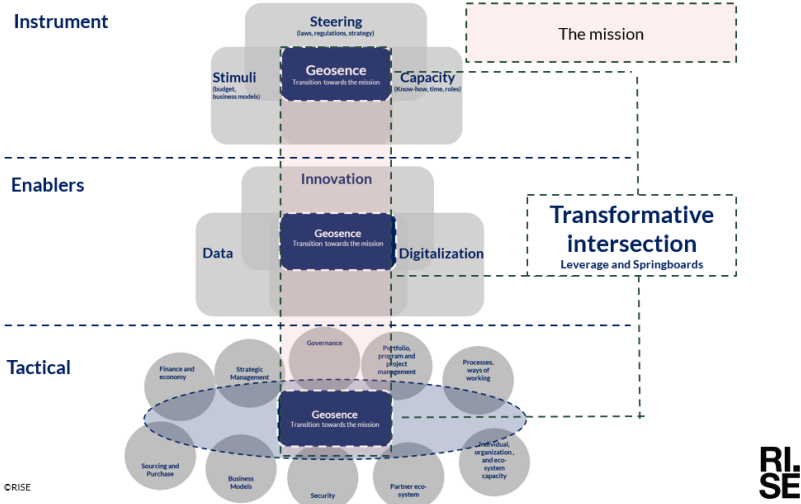 Instrument
Steering
(laws, regulations, strategy)
The mission
Stimuli
(budget,
business models)
Geosence
Transition towards the mission
Capacity
(Know-how, time, roles)
Enablers
Innovation
Data
Geosence
Transition towards the mission
Digitalization
Transformative
intersection
Leverage and Springboards
Tactical
Finance and
economy
Strategic
Management
Governance
Portfolio,
program and
project
management
Processes,
ways of
working
Geosence
Transition towards the mission
Sourcing and
Purchase
Business
Models
Security
Partner eco-
system
Individual,
organization,
and eco-
system
capacity
©RISE
RI.
SE